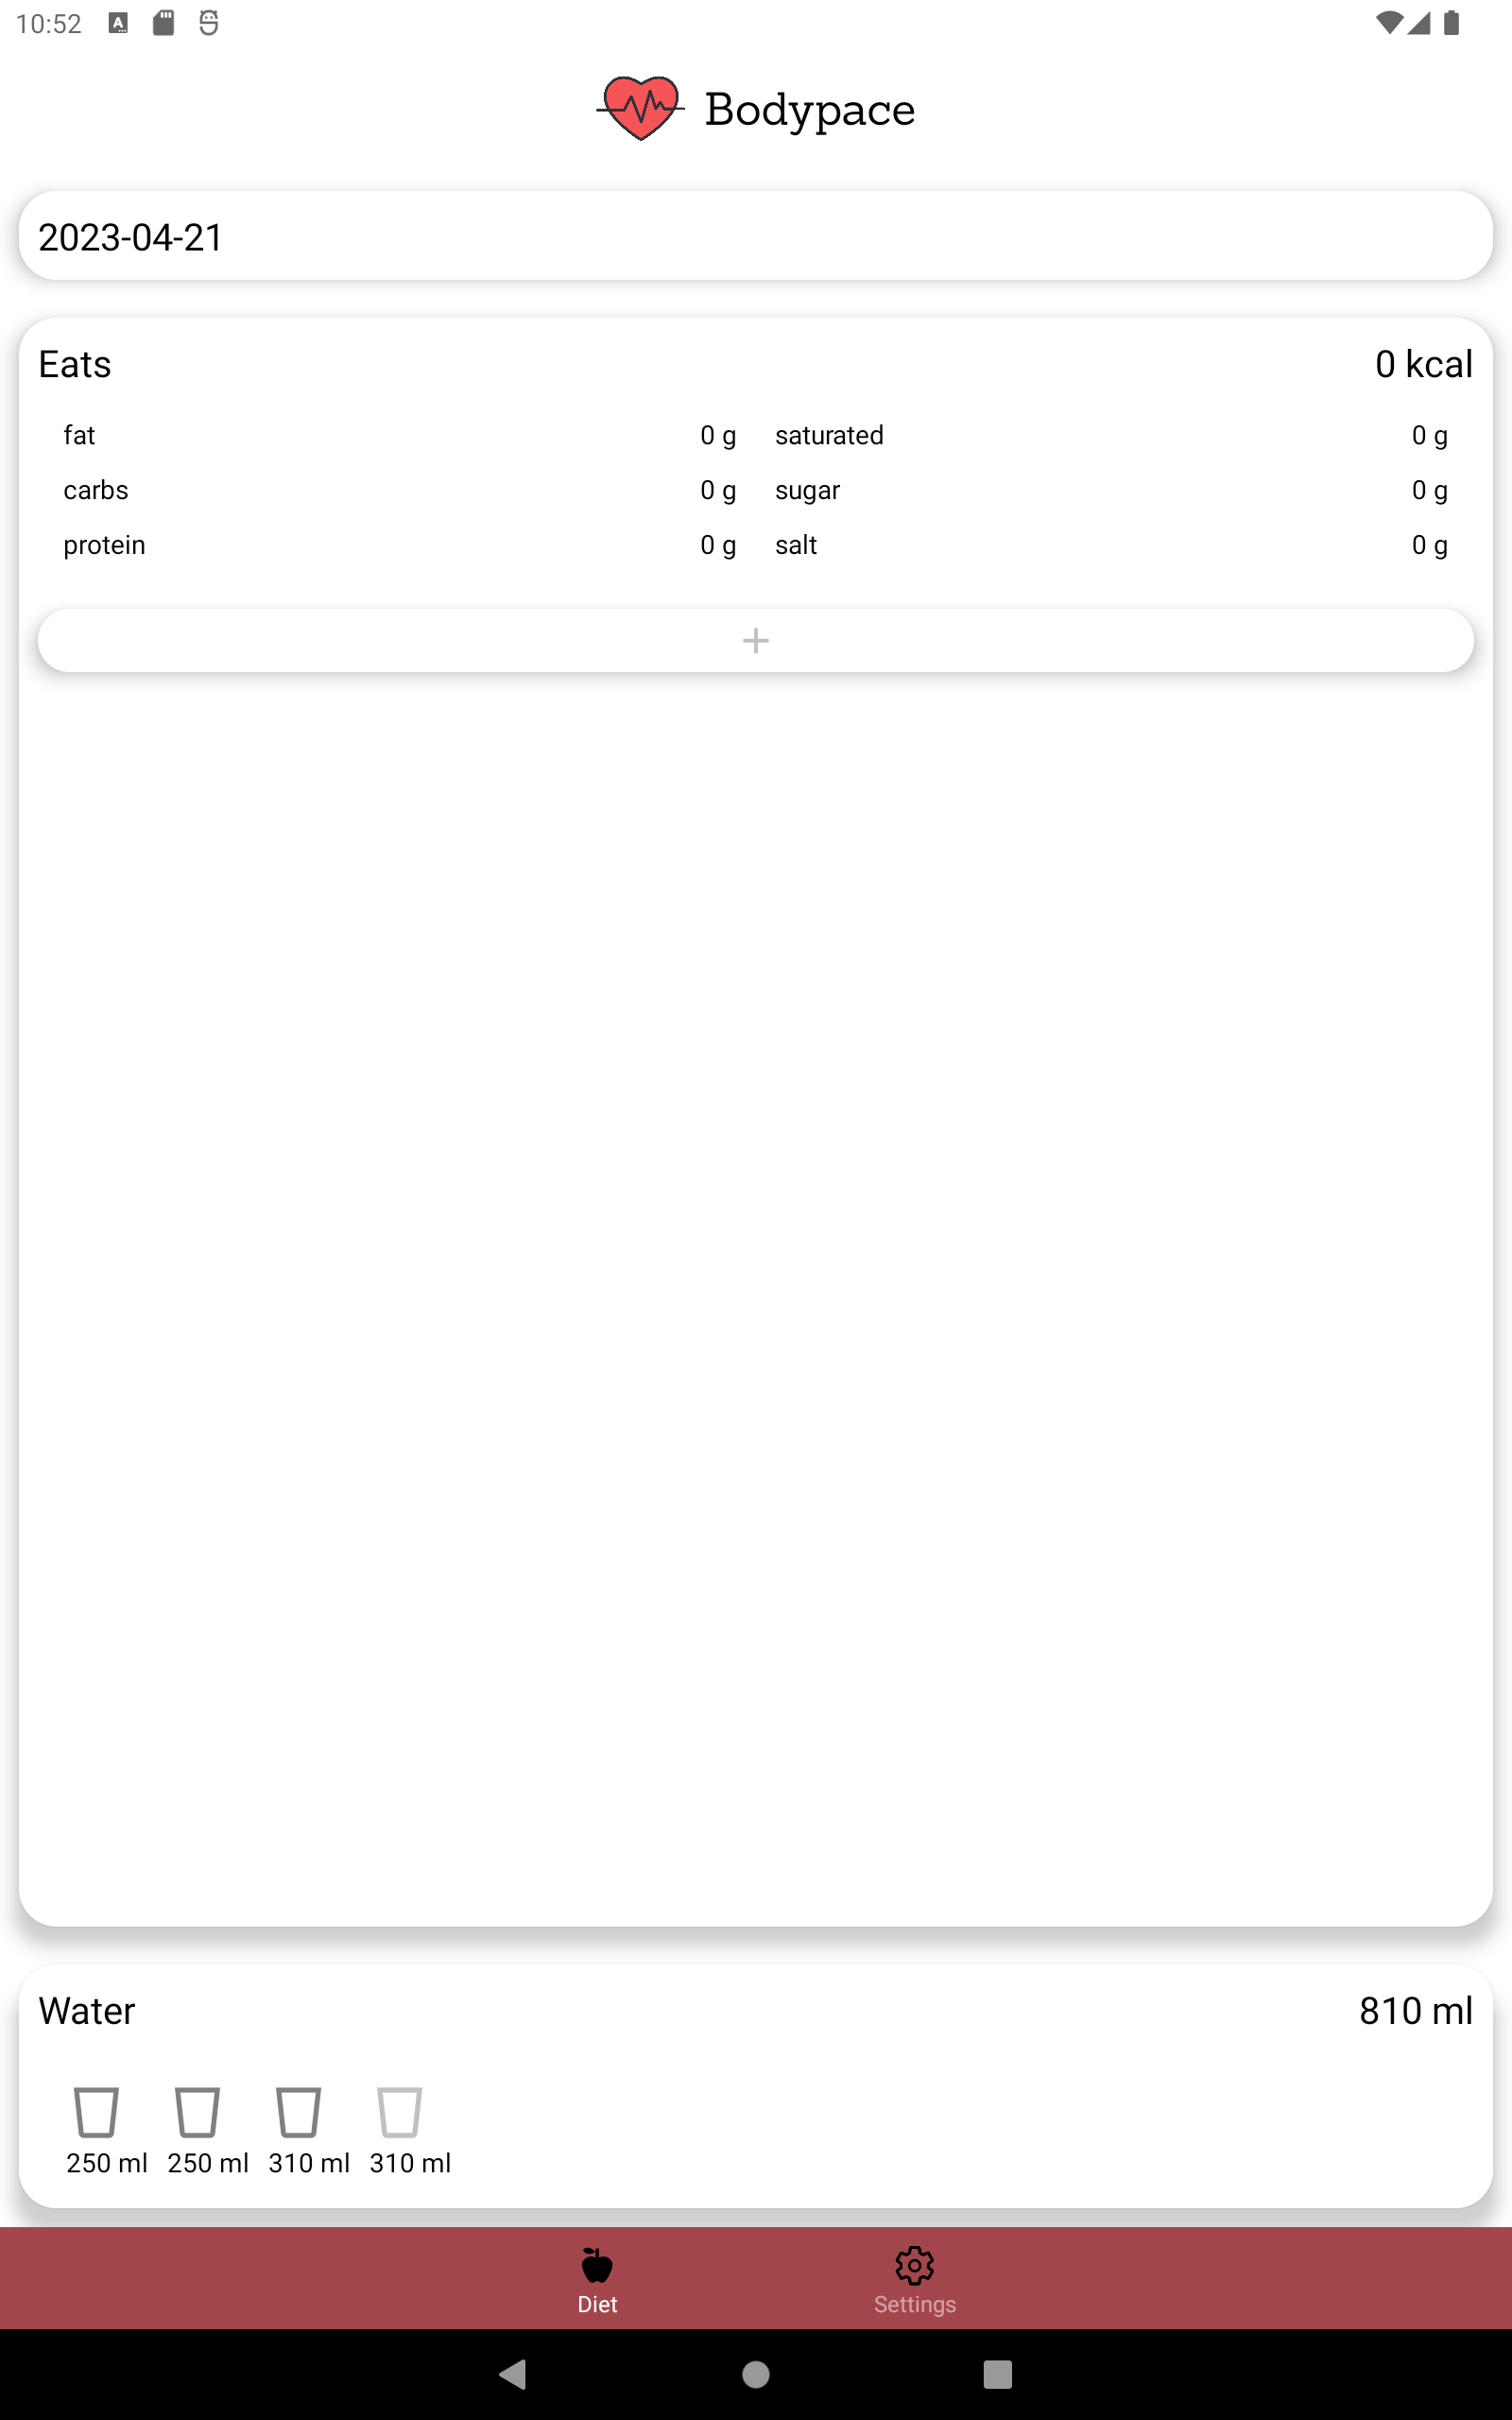 10:52
Bodypace
2023-04-21
Eats 0 kcal
fat 0 g saturated 0 g
carbs 0 g sugar 0 g
protein 0 g salt 0 g
+
Water 810 ml
250 ml 250 ml 310 ml 310 ml
Diet Settings